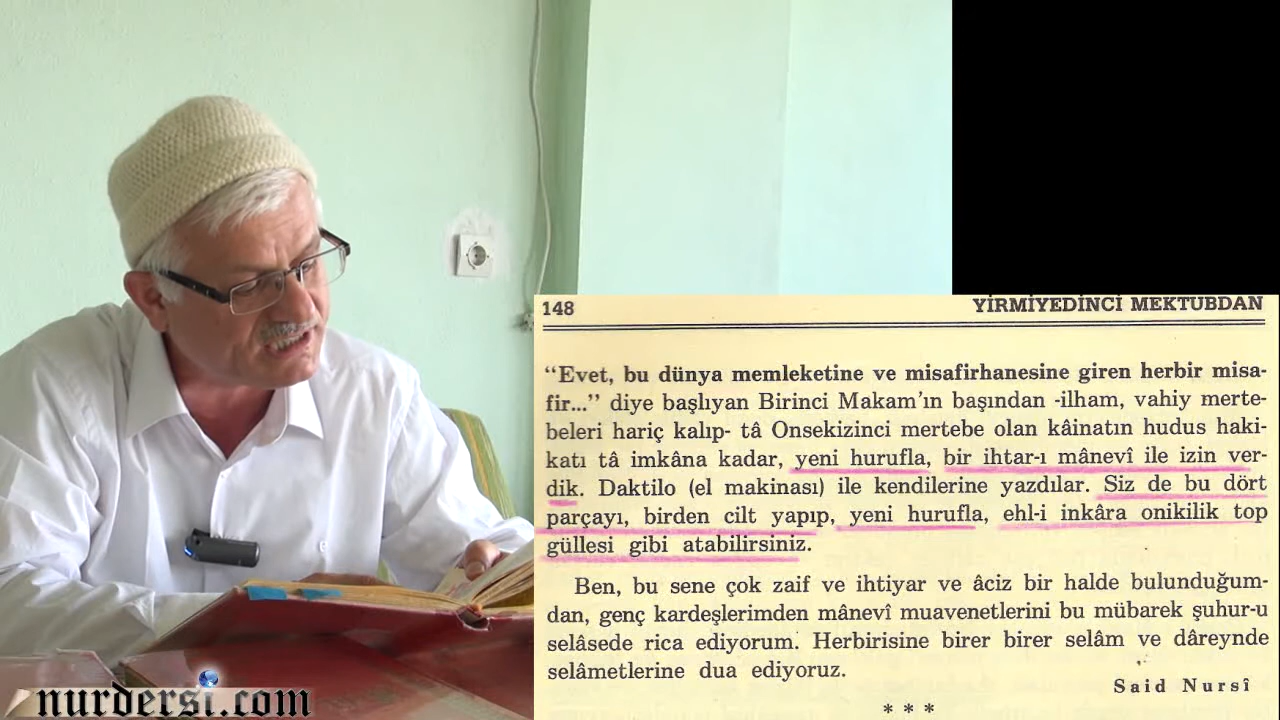 148 YİRMİYEDİNCİ MEKTUBDAN
“Evet, bu dünya memleketine ve misafirhanesine giren herbir misa-
fir...” diye başlıyan Birinci Makam’ın başından -ilham, vahiy merte-
beleri hariç kalıp- tâ Onsekizinci mertebe olan kâinatın hudus haki-
katı tâ imkâna kadar, yeni hurufla, bir ihtar-ı mânevî ile izin ver-
dik. Daktilo (el makinası) ile kendilerine yazdılar. Siz de bu dört
parçayı, birden cilt yapıp, yeni hurufla, ehl-i inkâra onikilik top
güllesi gibi atabilirsiniz.
Ben, bu sene çok zaif ve ihtiyar ve âciz bir halde bulunduğum-
dan, genç kardeşlerimden mânevî muavenetlerini bu mübarek şuhur-u
selâsede rica ediyorum. Herbirisine birer birer selâm ve dâreynde
selâmetlerine dua ediyoruz.
Said Nursî
* * *
nurdersi.com